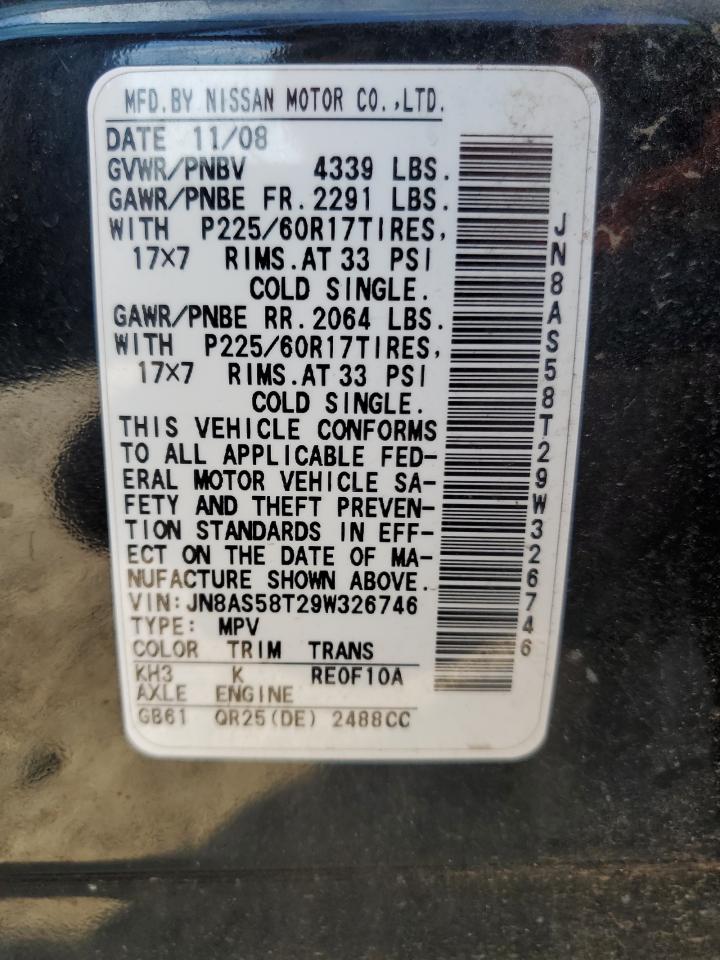 MFD.BY NISSAN MOTOR CO.,LTD.
DATE 11/08
GVWR/PNBV 4339 LBS.
GAWR/PNBE FR.2291 LBS.
WITH P225/60R17TIRES,
17×7 RIMS.AT 33 PSI
COLD SINGLE.
GAWR/PNBE RR.2064 LBS.
WITH P225/60R17TIRES,
17×7 RIMS.AT 33 PSI
COLD SINGLE.
THIS VEHICLE CONFORMS
TO ALL APPLICABLE FED-
ERAL MOTOR VEHICLE SA-
FETY AND THEFT PREVEN-
TION STANDARDS IN EFF-
ECT ON THE DATE OF MA-
NUFACTURE SHOWN ABOVE.
VIN:JN8AS58T29W326746
TYPE: MPV
COLOR TRIM TRANS
KH3 K RE0F10A
AXLE ENGINE
GB61 QR25(DE) 2488CC
JN8AS58T29W326746